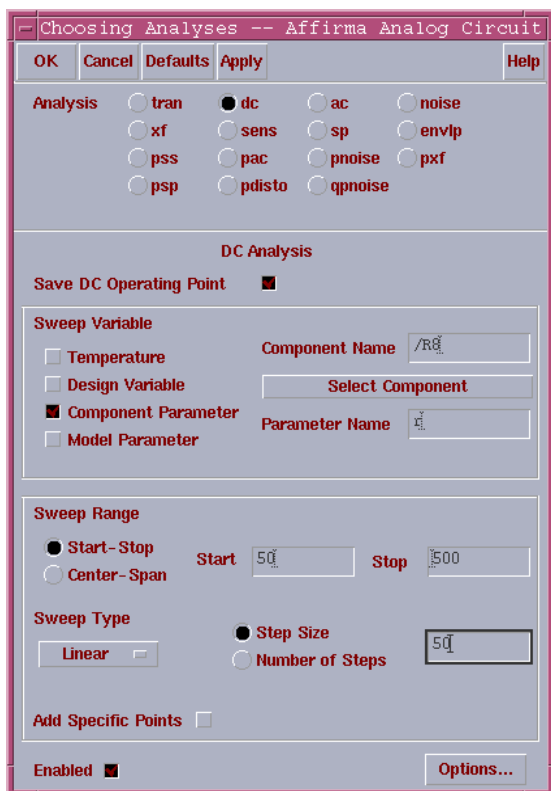 Choosing Analyses -- Affirma Analog Circuit
OK Cancel Defaults Apply Help
Analysis tran dc ac noise
xf sens sp envlp
pss pac pnoise pxf
psp pdisto qpnoise
DC Analysis
Save DC Operating Point
Sweep Variable
Temperature
Design Variable
Component Parameter
Model Parameter
Component Name /R8
Select Component
Parameter Name r
Sweep Range
Start-Stop
Center-Span
Start 50 Stop 500
Sweep Type
Linear
Step Size
Number of Steps
50
Add Specific Points
Enabled Options...